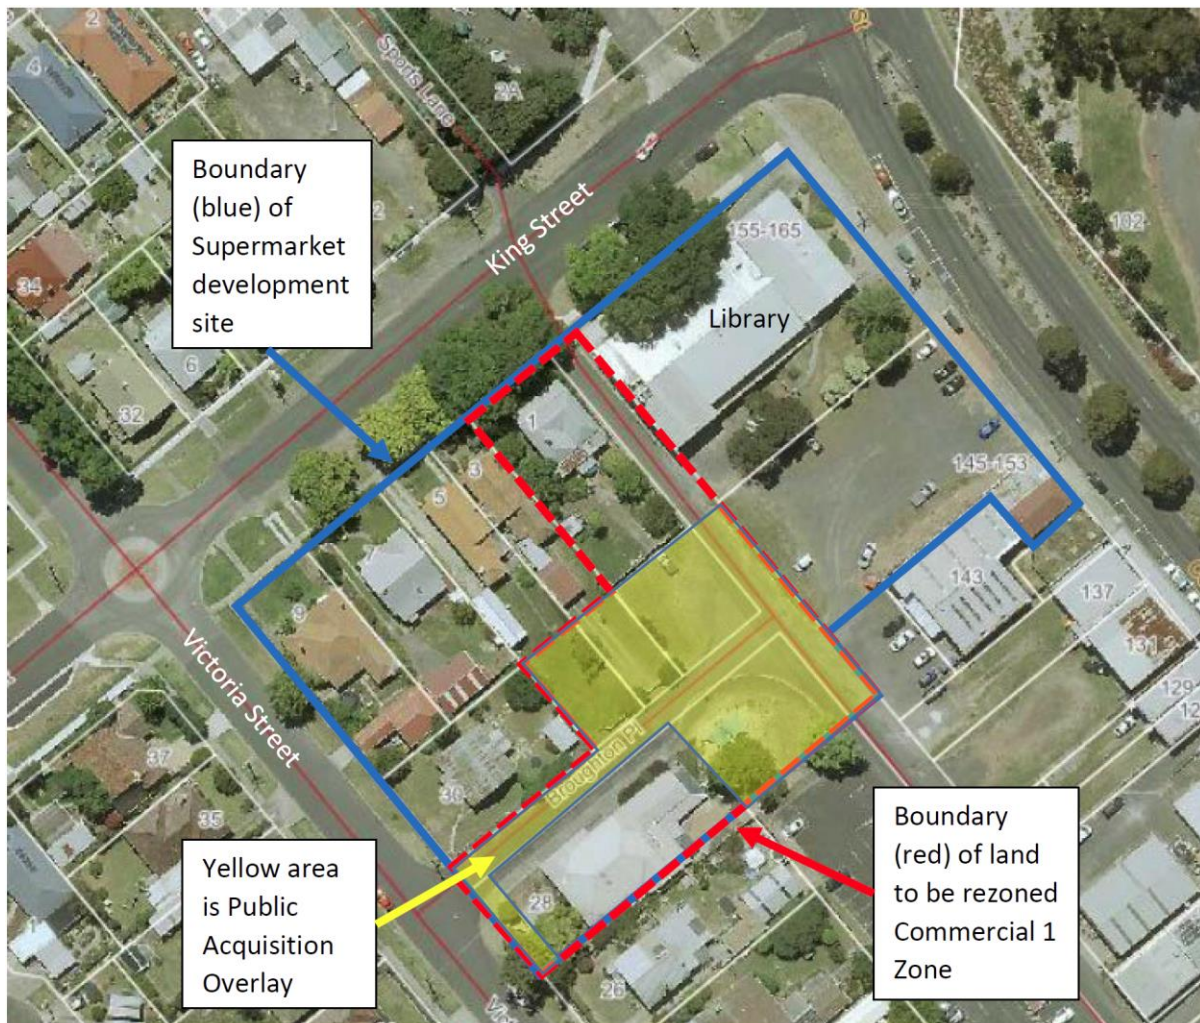 2
4
Sports Lane
2A
St
Boundary
(blue) of
Supermarket
development
site
2
King Street
155-165
102-
34
6
Library
32
1
3
5
145-153
9
143
137
131
129
Victoria Street
37
Broughton Pl
30
35
Yellow area
is Public
Acquisition
Overlay
28
26
Boundary
(red) of land
to be rezoned
Commercial 1
Zone
1